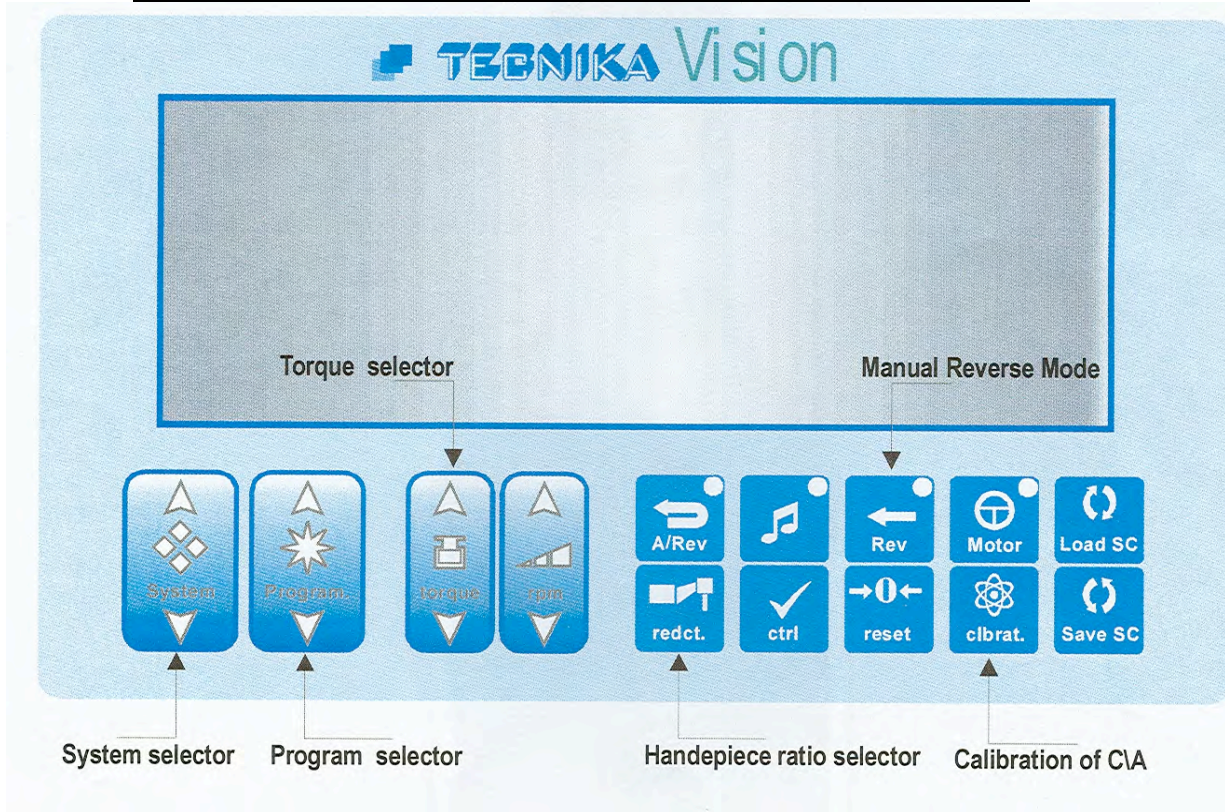 TECNIKA Vision
Torque selector
Manual Reverse Mode
System
Program.
torque
rpm
A/Rev
Rev
Motor
Load SC
redct.
ctrl
→0←
reset
clbrat.
Save SC
System selector
Program selector
Handepiece ratio selector
Calibration of C\A